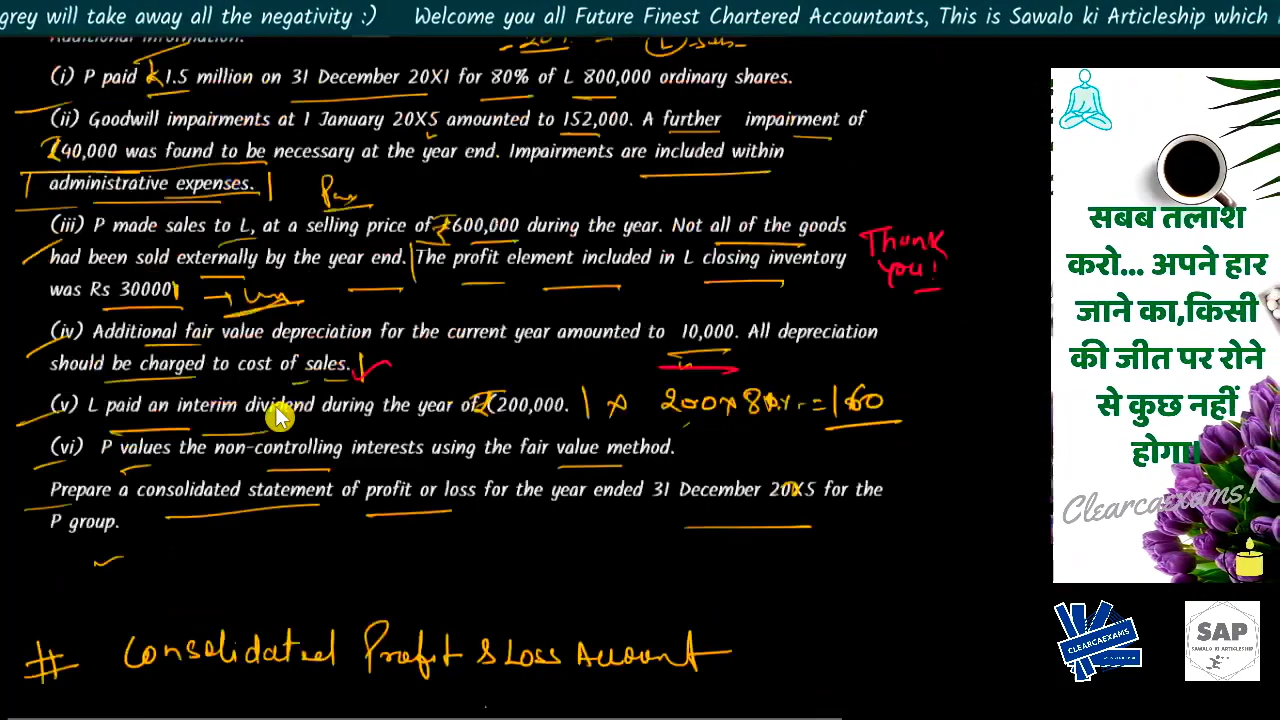 grey will take away all the negativity :) Welcome you all Future Finest Chartered Accountants, This is Sawalo ki Articleship which
Additional Information:
(i) P paid ₹1.5 million on 31 December 20X1 for 80% of L 800,000 ordinary shares.
(ii) Goodwill impairments at 1 January 20X5 amounted to 152,000. A further impairment of
₹40,000 was found to be necessary at the year end. Impairments are included within
administrative expenses.
(iii) P made sales to L, at a selling price of ₹600,000 during the year. Not all of the goods
had been sold externally by the year end. The profit element included in L closing inventory
was Rs 30000
(iv) Additional fair value depreciation for the current year amounted to 10,000. All depreciation
should be charged to cost of sales.
(v) L paid an interim dividend during the year of ₹200,000. 200×80%=160
(vi) P values the non-controlling interests using the fair value method.
Prepare a consolidated statement of profit or loss for the year ended 31 December 20X5 for the
P group.
# Consolidated Profit & Loss Account
Thank
you!
सबब तलाश
करो... अपने हार
जाने का,किसी
की जीत पर रोने
से कुछ नहीं
होगा।
Clearcaexams!
CLEARCAEXAMS
SAP
SAWALO KI ARTICLESHIP